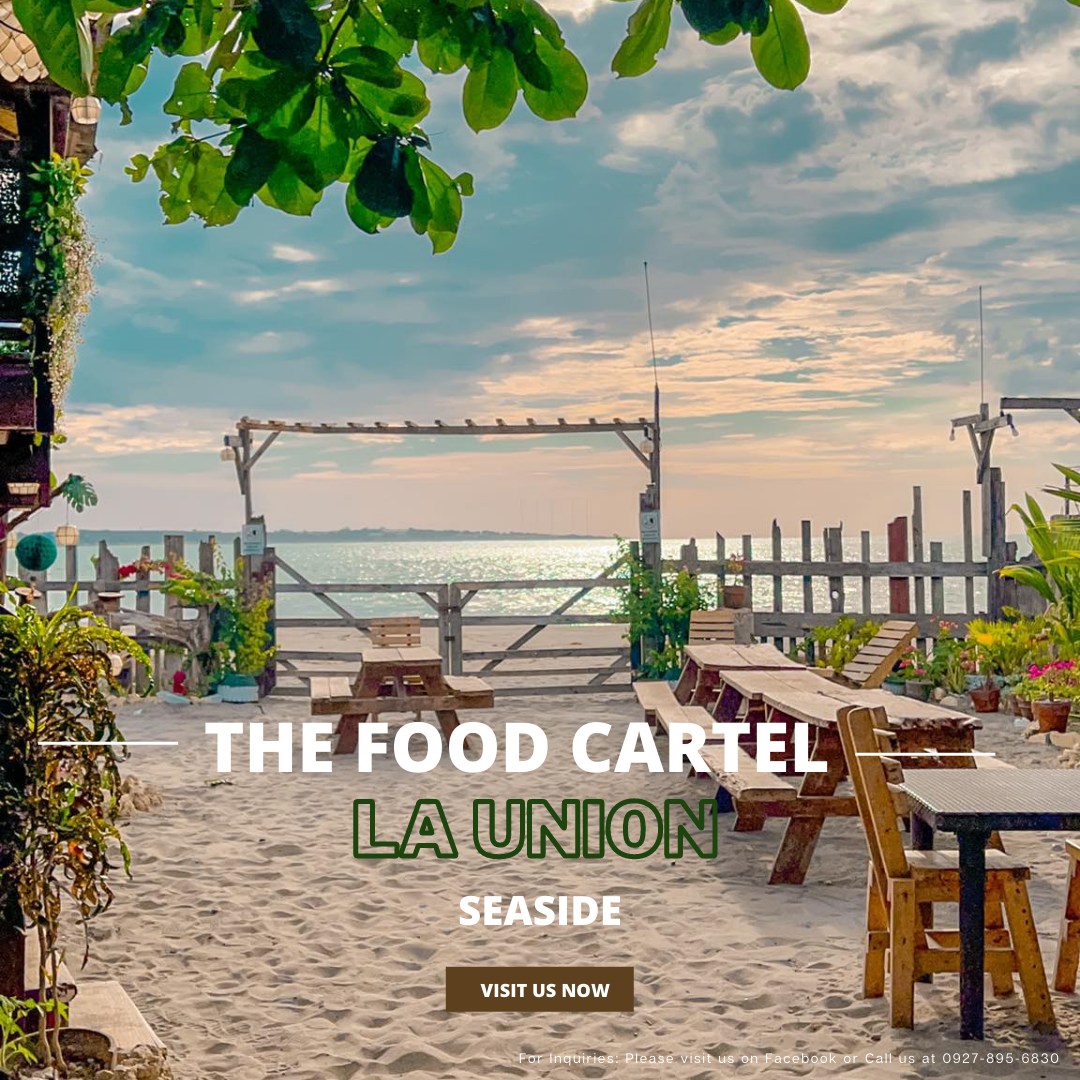 THE FOOD CARTEL
LA UNION
SEASIDE
VISIT US NOW
For Inquiries: Please visit us on Facebook or Call us at 0927-895-6830